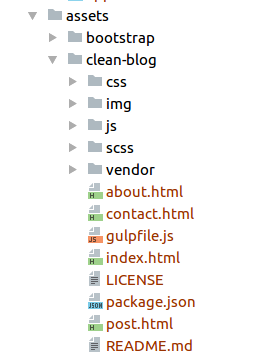 assets
bootstrap
clean-blog
css
img
js
scss
vendor
about.html
contact.html
gulpfile.js
index.html
LICENSE
package.json
post.html
README.md